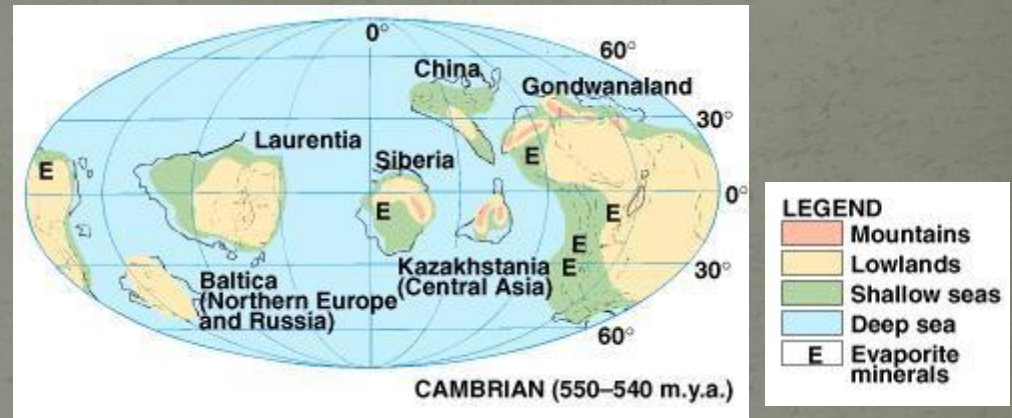 0°
60°
China
Gondwanaland
30°
Laurentia
E
E
Siberia
0°
E
E
E
E
Baltica
(Northern Europe
and Russia)
Kazakhstania
(Central Asia)
30°
60°
CAMBRIAN (550–540 m.y.a.)
LEGEND
Mountains
Lowlands
Shallow seas
Deep sea
E Evaporite
minerals